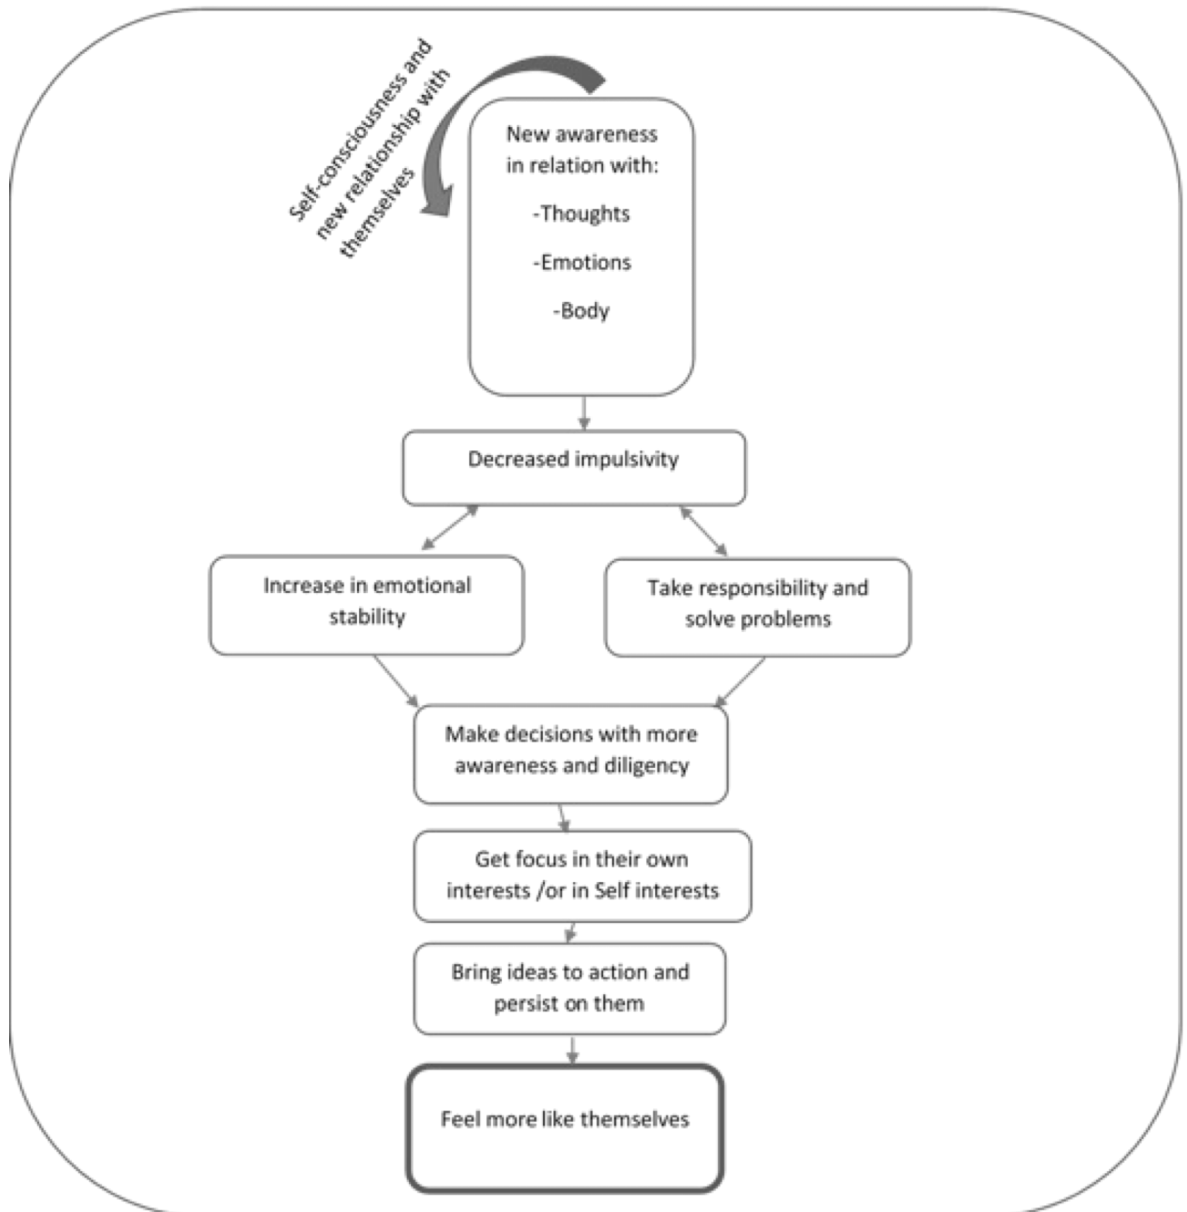 Self-consciousness and
new relationship with
themselves
New awareness
in relation with:
-Thoughts
-Emotions
-Body
Decreased impulsivity
Increase in emotional
stability
Take responsibility and
solve problems
Make decisions with more
awareness and diligency
Get focus in their own
interests /or in Self interests
Bring ideas to action and
persist on them
Feel more like themselves